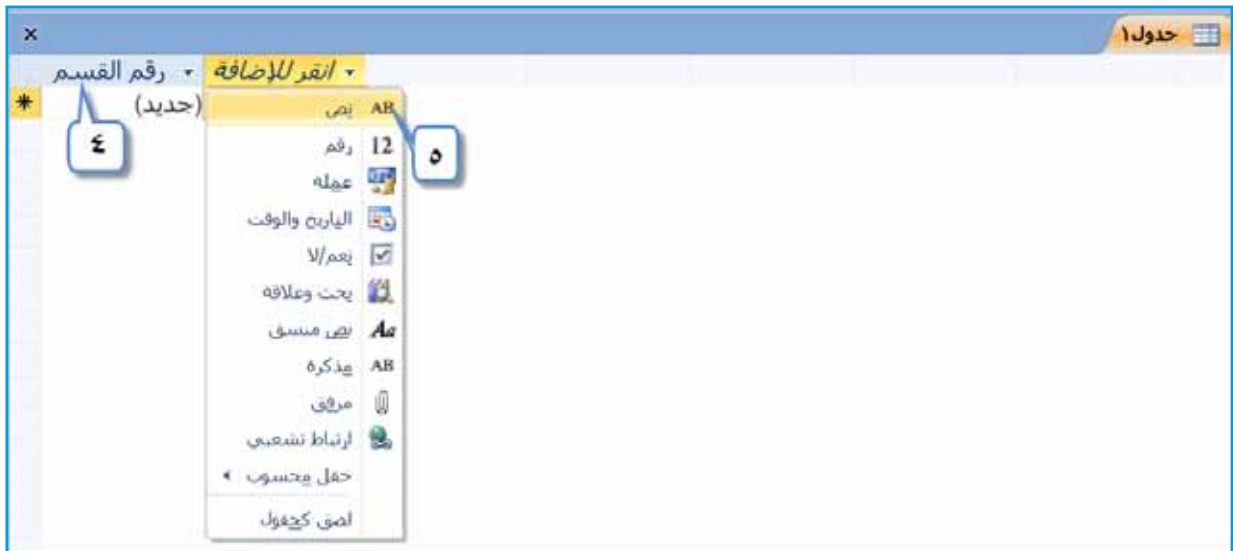 جدول١
رقم القسم
انقر للإضافة
(جديد)
٤
٥
AB نص
12 رقم
عملة
التاريخ والوقت
نعم/لا
بحث وعلاقة
Aa نص منسق
AB مذكرة
مرفق
ارتباط تشعبي
حقل محسوب
لصق كحقول